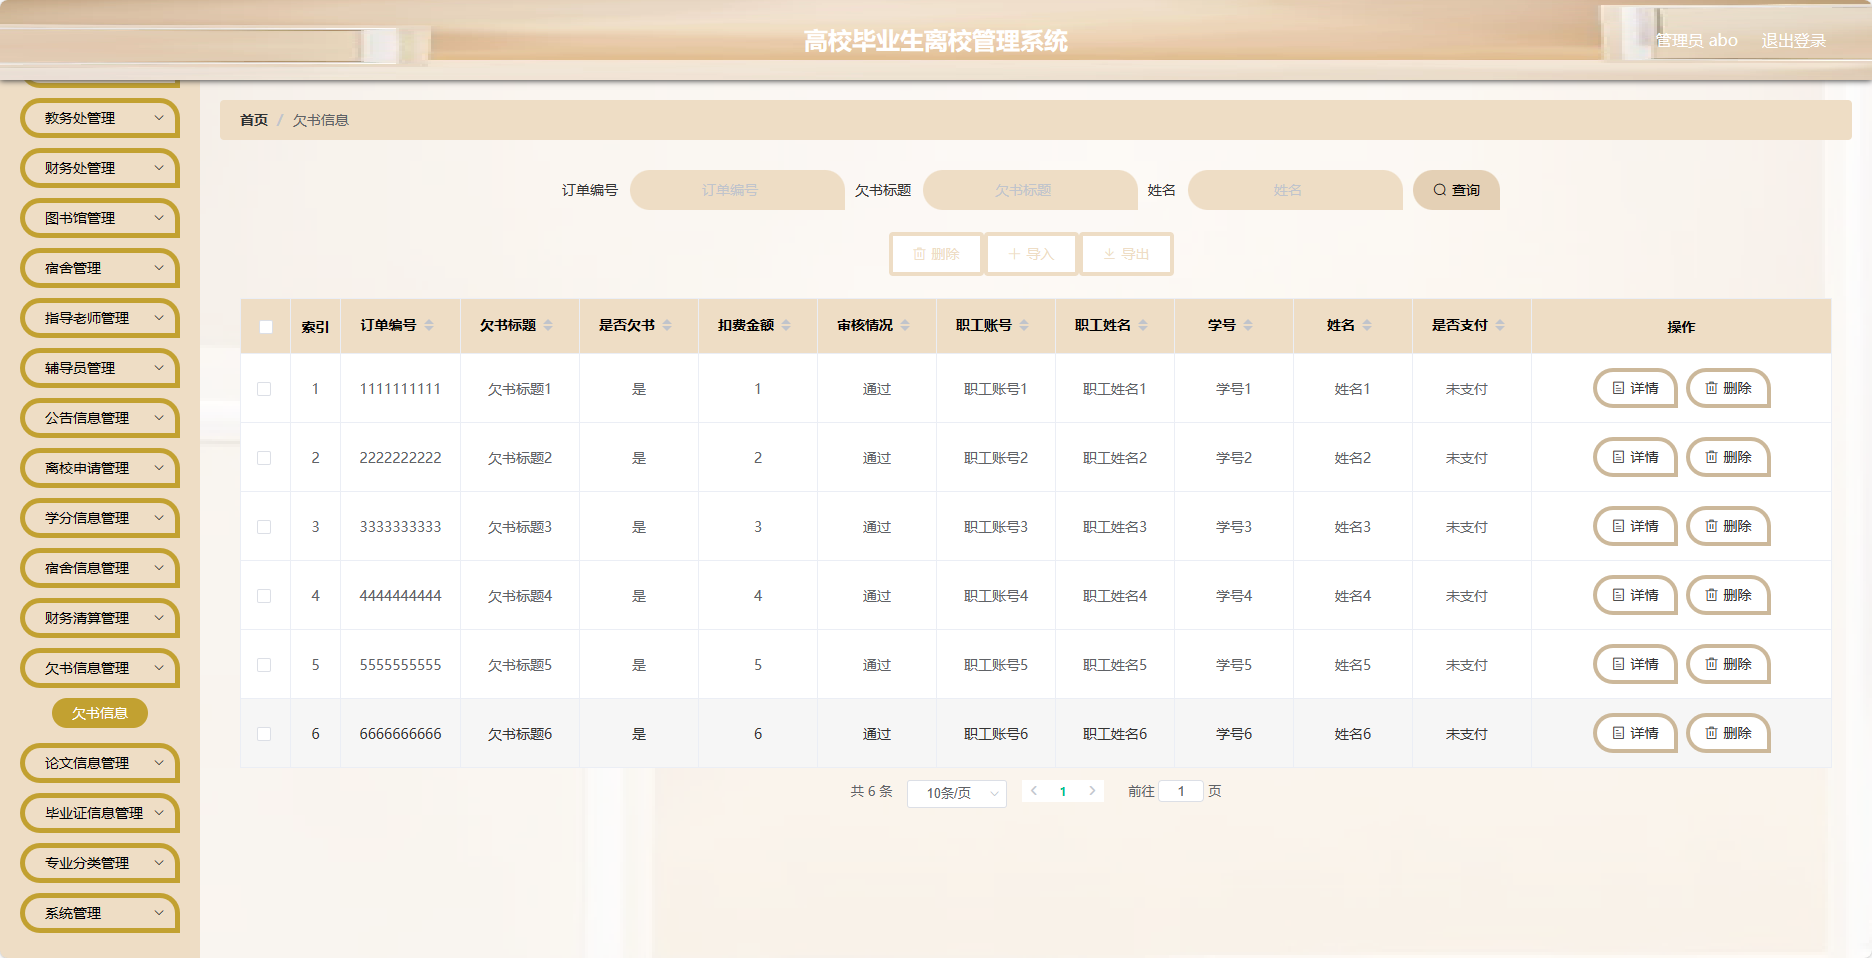 高校毕业生离校管理系统
管理员 abo 退出登录
教务处管理
财务处管理
图书馆管理
宿舍管理
指导老师管理
辅导员管理
公告信息管理
离校申请管理
学分信息管理
宿舍信息管理
财务清算管理
欠书信息管理
欠书信息
论文信息管理
毕业证信息管理
专业分类管理
系统管理
首页 / 欠书信息
订单编号 订单编号 欠书标题 欠书标题 姓名 姓名 查询
删除 导入 导出
索引 订单编号 欠书标题 是否欠书 扣费金额 审核情况 职工账号 职工姓名 学号 姓名 是否支付 操作
1 1111111111 欠书标题1 是 1 通过 职工账号1 职工姓名1 学号1 姓名1 未支付 详情 删除
2 2222222222 欠书标题2 是 2 通过 职工账号2 职工姓名2 学号2 姓名2 未支付 详情 删除
3 3333333333 欠书标题3 是 3 通过 职工账号3 职工姓名3 学号3 姓名3 未支付 详情 删除
4 4444444444 欠书标题4 是 4 通过 职工账号4 职工姓名4 学号4 姓名4 未支付 详情 删除
5 5555555555 欠书标题5 是 5 通过 职工账号5 职工姓名5 学号5 姓名5 未支付 详情 删除
6 6666666666 欠书标题6 是 6 通过 职工账号6 职工姓名6 学号6 姓名6 未支付 详情 删除
共 6 条 10条/页 1 前往 1 页